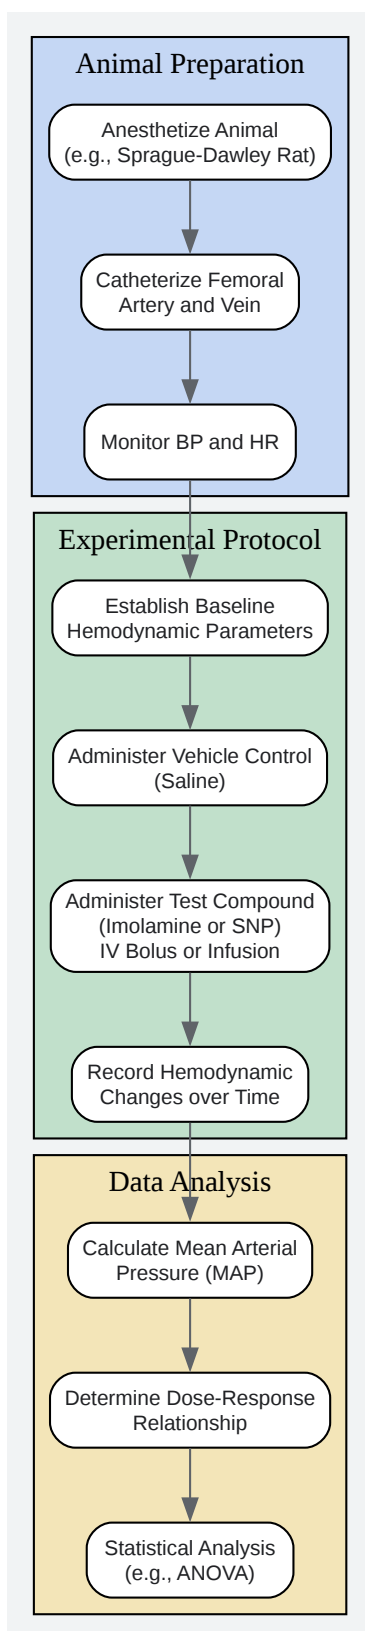 Animal Preparation
Anesthetize Animal
(e.g., Sprague-Dawley Rat)
Catheterize Femoral
Artery and Vein
Monitor BP and HR
Experimental Protocol
Establish Baseline
Hemodynamic Parameters
Administer Vehicle Control
(Saline)
Administer Test Compound
(Imolamine or SNP)
IV Bolus or Infusion
Record Hemodynamic
Changes over Time
Data Analysis
Calculate Mean Arterial
Pressure (MAP)
Determine Dose-Response
Relationship
Statistical Analysis
(e.g., ANOVA)